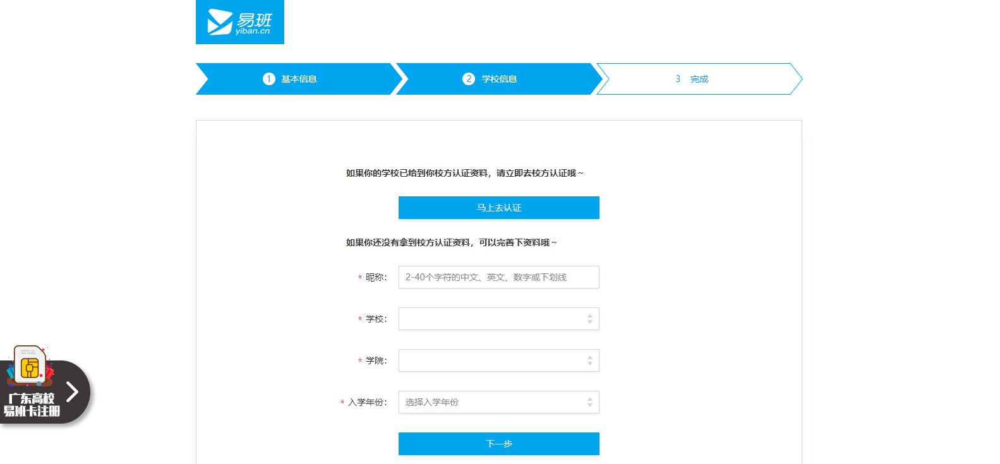 易班
yiban.cn
1 基本信息
2 学校信息
3 完成
如果你的学校已给到你校方认证资料，请立即去校方认证哦～
马上去认证
如果你还没有拿到校方认证资料，可以完善下资料哦～
* 昵称： 2-40个字符的中文、英文、数字或下划线
* 学校：
* 学院：
* 入学年份： 选择入学年份
下一步
广东高校
易班卡注册